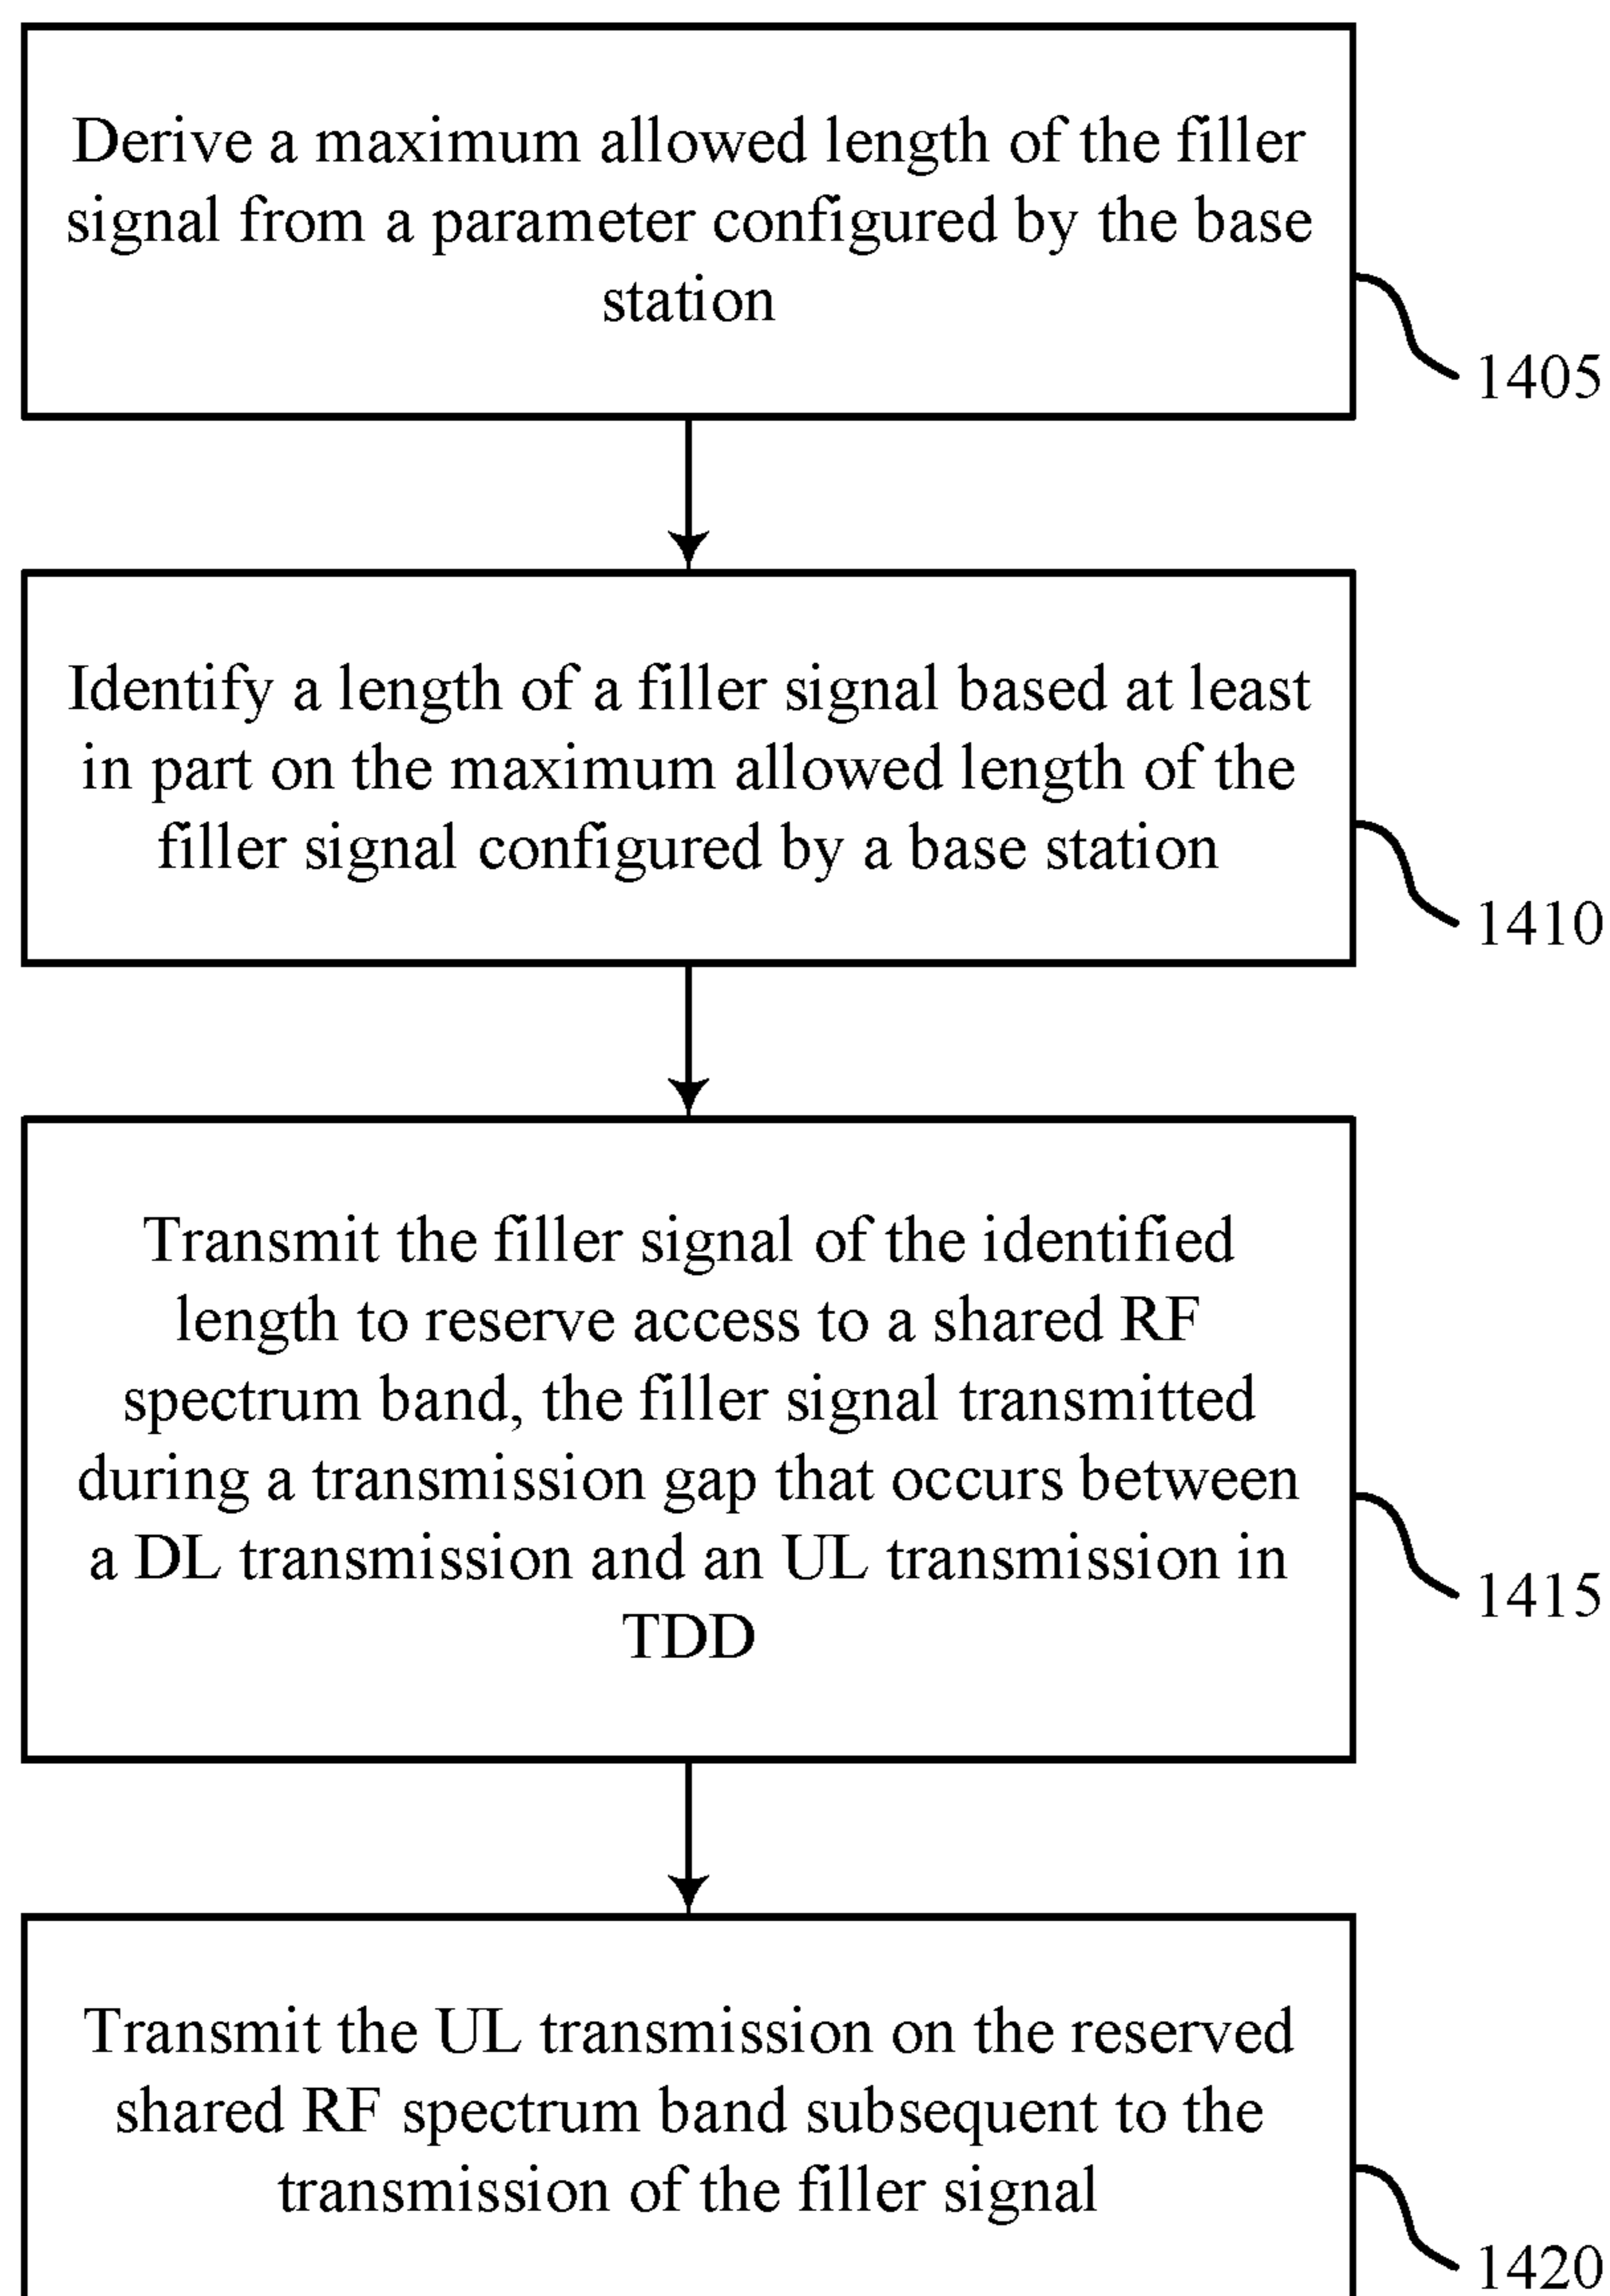 Derive a maximum allowed length of the filler
signal from a parameter configured by the base
station
1405
Identify a length of a filler signal based at least
in part on the maximum allowed length of the
filler signal configured by a base station
1410
Transmit the filler signal of the identified
length to reserve access to a shared RF
spectrum band, the filler signal transmitted
during a transmission gap that occurs between
a DL transmission and an UL transmission in
TDD
1415
Transmit the UL transmission on the reserved
shared RF spectrum band subsequent to the
transmission of the filler signal
1420